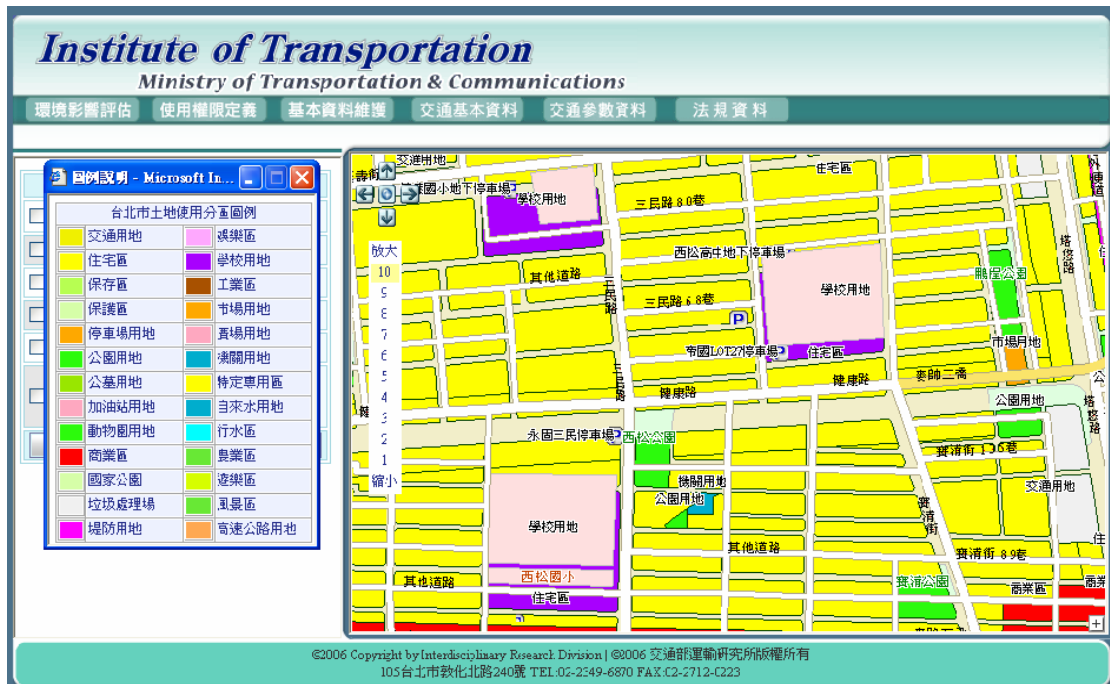 Institute of Transportation
Ministry of Transportation & Communications
環境影響評估 使用權限定義 基本資料維護 交通基本資料 交通參數資料 法規資料
圖例說明 - Microsoft In...
台北市土地使用分區圖例
交通用地 娛樂區
住宅區 學校用地
保存區 工業區
保護區 市場用地
停車場用地
公園用地 機關用地
公墓用地 特定專用區
加油站用地 自來水用地
動物園用地 行水區
商業區 農業區
國家公園 遊樂區
垃圾處理場 風景區
堤防用地 高速公路用地
放大
10
9
8
7
6
5
4
3
2
1
縮小
交通用地
住宅區
國小地下停車場
學校用地
三民路80巷
西松高中地下停車場
塔悠路
其他道路
鵬程公園
三民路
學校用地
三民路68巷
P
市場用地
帝國LOT27停車場
住宅區
三民路
健康路
健康路
麥帥二橋
公園用地
塔悠路
永固三民停車場
西松公園
寶清街106巷
機關用地
公園用地
交通用地
寶清街
學校用地
其他道路
寶清街89巷
其他道路
西松國小
寶清公園
商業區
住宅區
©2006 Copyright by Interdisciplinary Research Division | ©2006 交通部運輸研究所版權所有
105台北市敦化北路240號 TEL:02-2349-6870 FAX:02-2712-0223